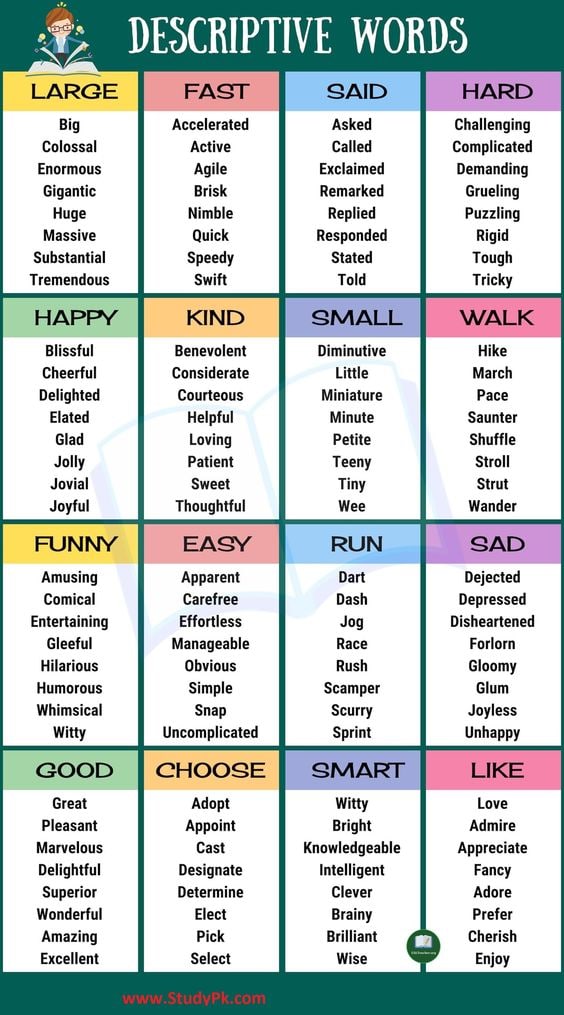 DESCRIPTIVE WORDS
LARGE
Big
Colossal
Enormous
Gigantic
Huge
Massive
Substantial
Tremendous
FAST
Accelerated
Active
Agile
Brisk
Nimble
Quick
Speedy
Swift
SAID
Asked
Called
Exclaimed
Remarked
Replied
Responded
Stated
Told
HARD
Challenging
Complicated
Demanding
Grueling
Puzzling
Rigid
Tough
Tricky
HAPPY
Blissful
Cheerful
Delighted
Elated
Glad
Jolly
Jovial
Joyful
KIND
Benevolent
Considerate
Courteous
Helpful
Loving
Patient
Sweet
Thoughtful
SMALL
Diminutive
Little
Miniature
Minute
Petite
Teeny
Tiny
Wee
WALK
Hike
March
Pace
Saunter
Shuffle
Stroll
Strut
Wander
FUNNY
Amusing
Comical
Entertaining
Gleeful
Hilarious
Humorous
Whimsical
Witty
EASY
Apparent
Carefree
Effortless
Manageable
Obvious
Simple
Snap
Uncomplicated
RUN
Dart
Dash
Jog
Race
Rush
Scamper
Scurry
Sprint
SAD
Dejected
Depressed
Disheartened
Forlorn
Gloomy
Glum
Joyless
Unhappy
GOOD
Great
Pleasant
Marvelous
Delightful
Superior
Wonderful
Amazing
Excellent
CHOOSE
Adopt
Appoint
Cast
Designate
Determine
Elect
Pick
Select
SMART
Witty
Bright
Knowledgeable
Intelligent
Clever
Brainy
Brilliant
Wise
LIKE
Love
Admire
Appreciate
Fancy
Adore
Prefer
Cherish
Enjoy
www.StudyPk.com